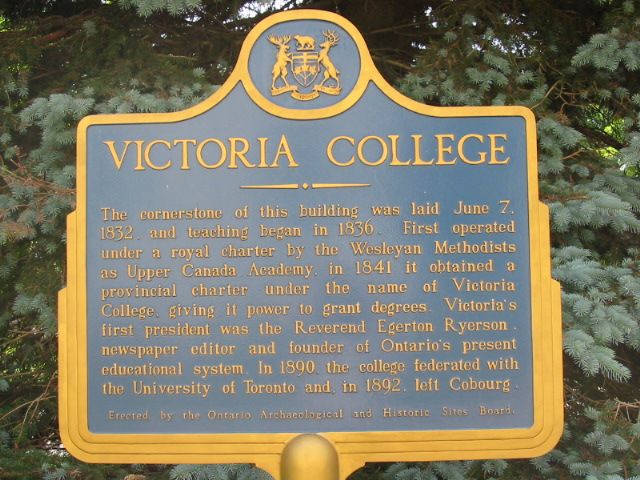 VICTORIA COLLEGE
The cornerstone of this building was laid June 7,
1832, and teaching began in 1836. First operated
under a royal charter by the Wesleyan Methodists
as Upper Canada Academy, in 1841 it obtained a
provincial charter under the name of Victoria
College, giving it power to grant degrees. Victoria's
first president was the Reverend Egerton Ryerson,
newspaper editor and founder of Ontario's present
educational system. In 1890, the college federated with
the University of Toronto and, in 1892, left Cobourg.
Erected by the Ontario Archaeological and Historic Sites Board.